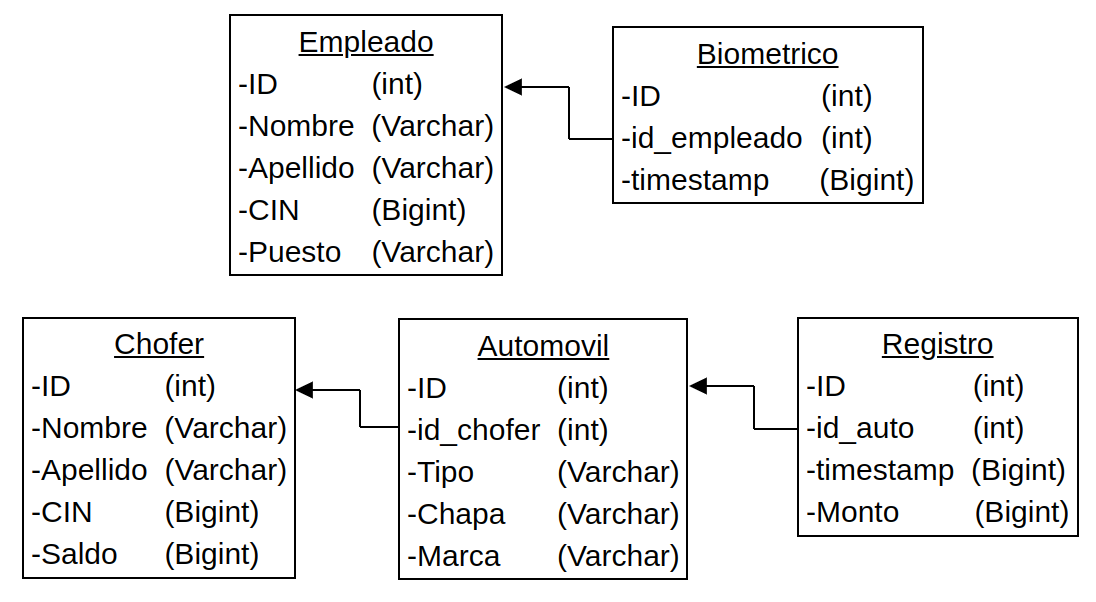 Empleado
-ID (int)
-Nombre (Varchar)
-Apellido (Varchar)
-CIN (Bigint)
-Puesto (Varchar)
Biometrico
-ID (int)
-id_empleado (int)
-timestamp (Bigint)
Chofer
-ID (int)
-Nombre (Varchar)
-Apellido (Varchar)
-CIN (Bigint)
-Saldo (Bigint)
Automovil
-ID (int)
-id_chofer (int)
-Tipo (Varchar)
-Chapa (Varchar)
-Marca (Varchar)
Registro
-ID (int)
-id_auto (int)
-timestamp (Bigint)
-Monto (Bigint)